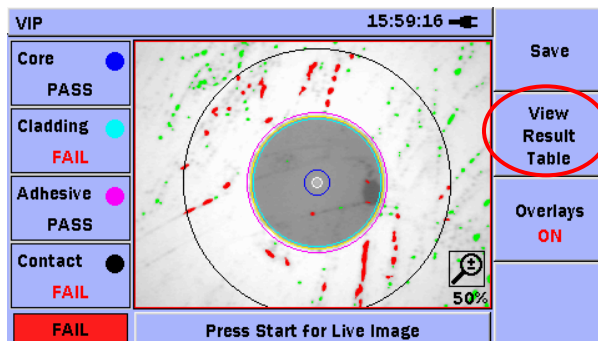 VIP 15:59:16
Core
PASS
Cladding
FAIL
Adhesive
PASS
Contact
FAIL
FAIL
50%
Press Start for Live Image
Save
View
Result
Table
Overlays
ON